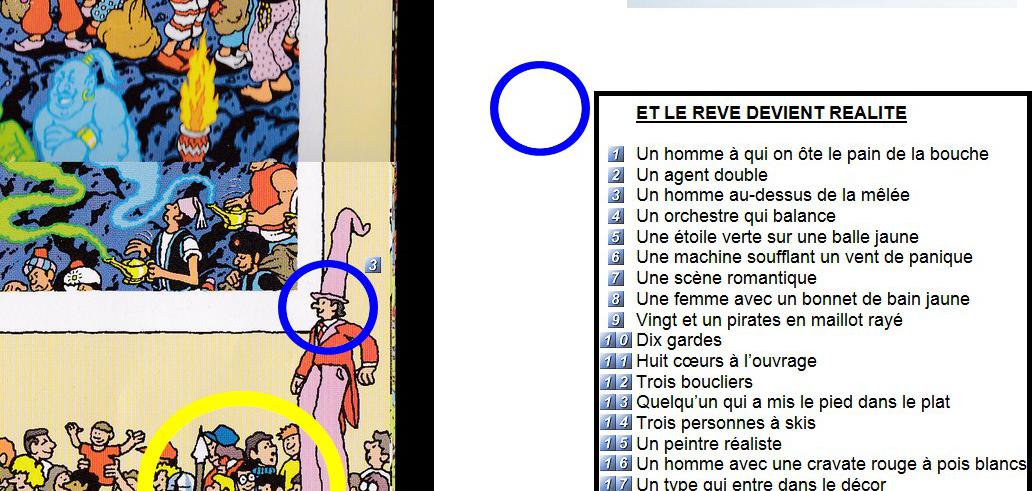 3
ET LE REVE DEVIENT REALITE
1 Un homme à qui on ôte le pain de la bouche
2 Un agent double
3 Un homme au-dessus de la mêlée
4 Un orchestre qui balance
5 Une étoile verte sur une balle jaune
6 Une machine soufflant un vent de panique
7 Une scène romantique
8 Une femme avec un bonnet de bain jaune
9 Vingt et un pirates en maillot rayé
10 Dix gardes
11 Huit cœurs à l’ouvrage
12 Trois boucliers
13 Quelqu’un qui a mis le pied dans le plat
14 Trois personnes à skis
15 Un peintre réaliste
16 Un homme avec une cravate rouge à pois blancs
17 Un type qui entre dans le décor